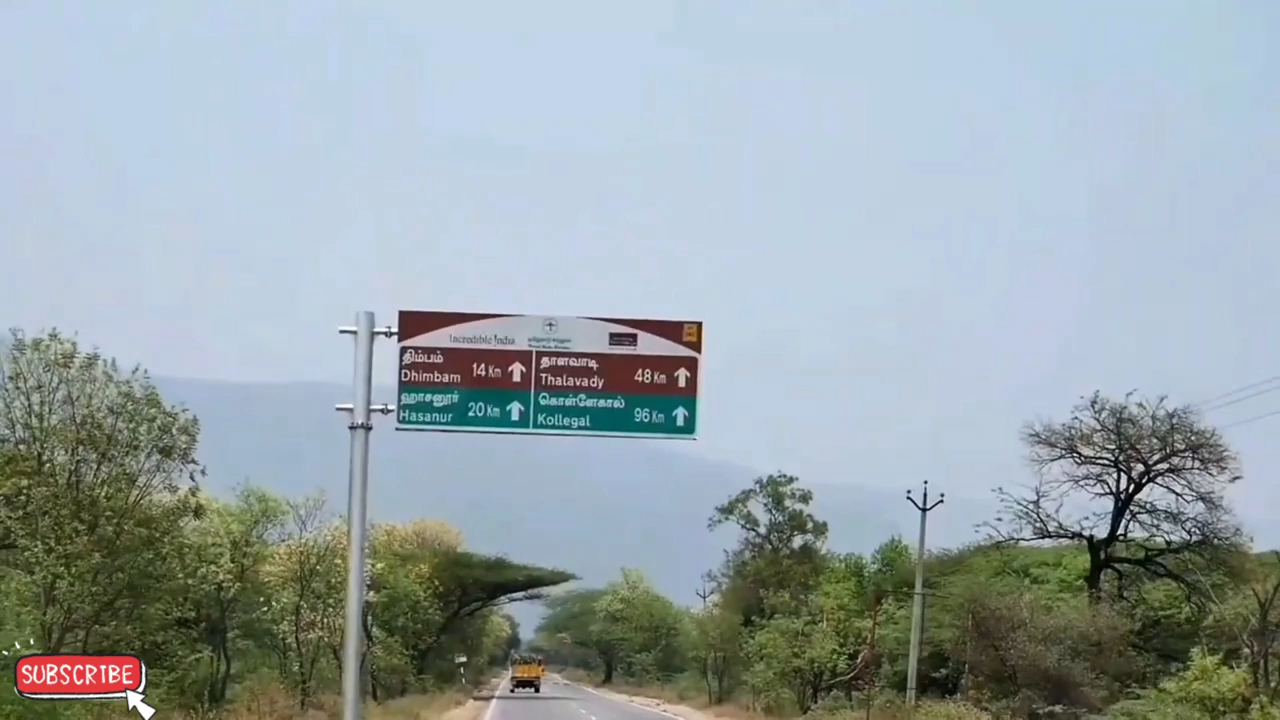 Incredible India
திம்பம்
Dhimbam 14 Km
தாளவாடி
Thalavady 48 Km
ஹாசனூர்
Hasanur 20 Km
கொள்ளேகால்
Kollegal 96 Km
SUBSCRIBE